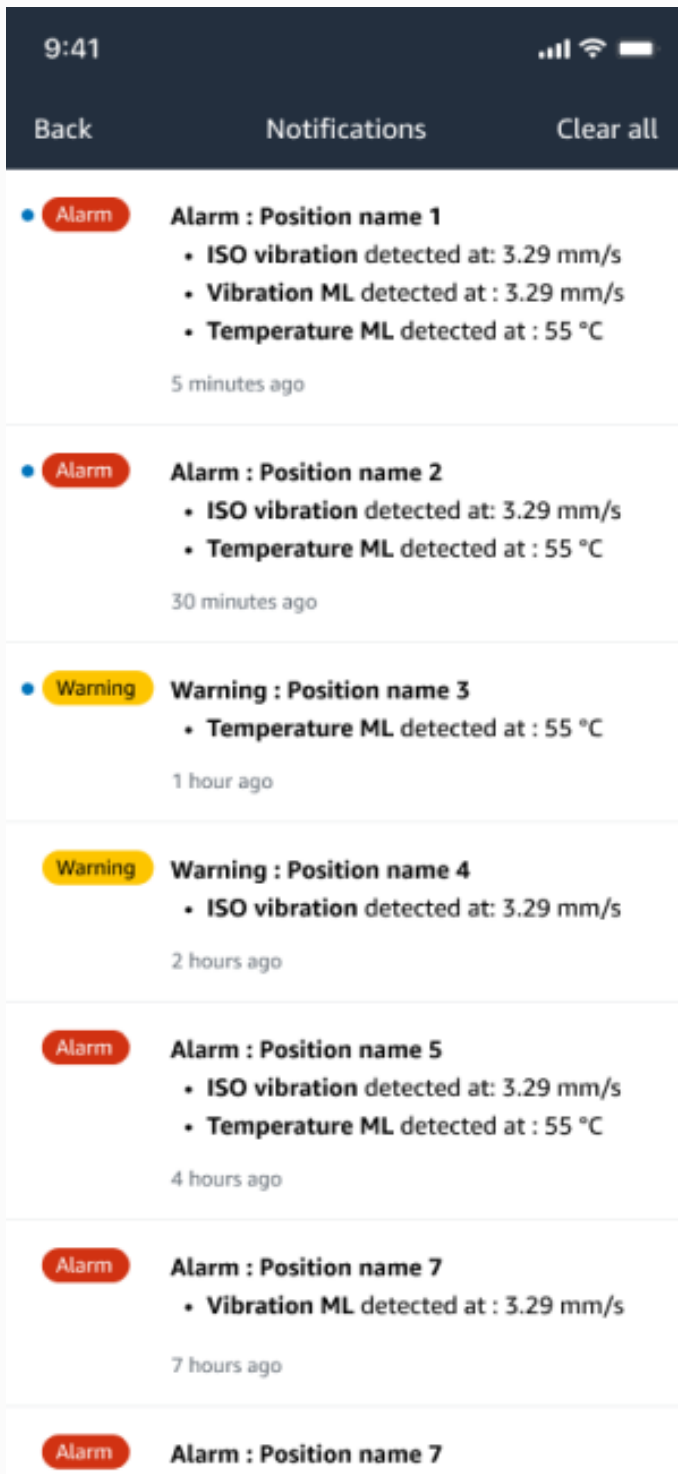 9:41
Back Notifications Clear all
Alarm Alarm : Position name 1
• ISO vibration detected at: 3.29 mm/s
• Vibration ML detected at : 3.29 mm/s
• Temperature ML detected at : 55 °C
5 minutes ago
Alarm Alarm : Position name 2
• ISO vibration detected at: 3.29 mm/s
• Temperature ML detected at : 55 °C
30 minutes ago
Warning Warning : Position name 3
• Temperature ML detected at : 55 °C
1 hour ago
Warning Warning : Position name 4
• ISO vibration detected at: 3.29 mm/s
2 hours ago
Alarm Alarm : Position name 5
• ISO vibration detected at: 3.29 mm/s
• Temperature ML detected at : 55 °C
4 hours ago
Alarm Alarm : Position name 7
• Vibration ML detected at : 3.29 mm/s
7 hours ago
Alarm Alarm : Position name 7